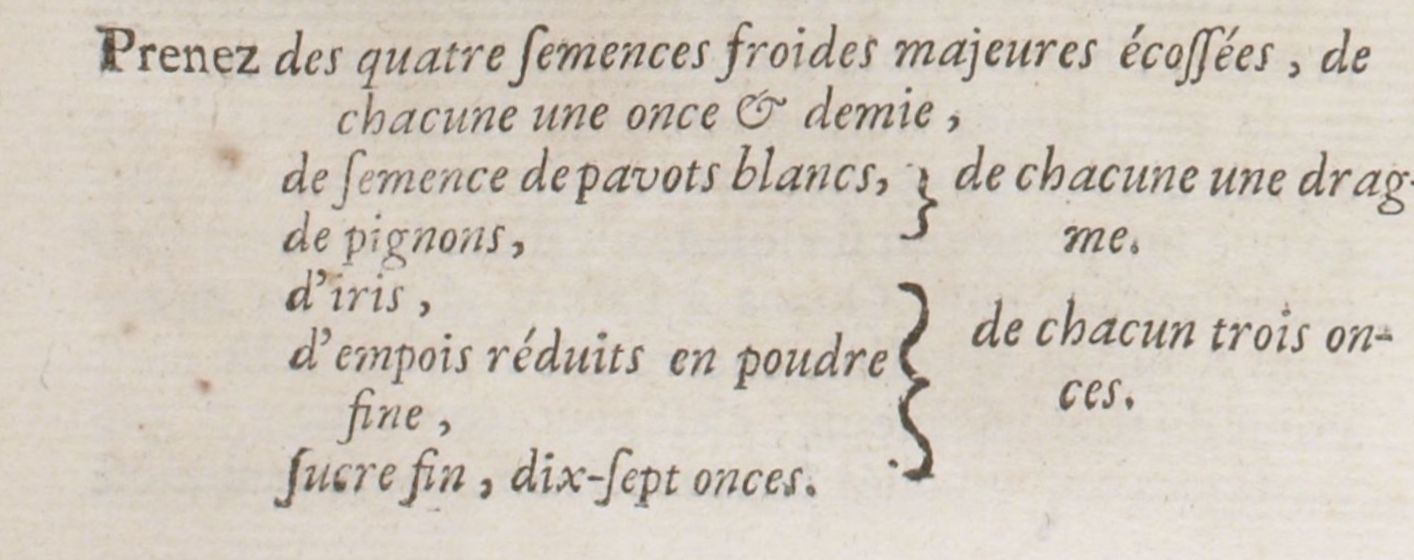 Prenez des quatre ſemences froides majeures écoſſées, de
chacune une once & demie,
de ſemence de pavots blancs, } de chacune une drag-
de pignons, me.
d'iris,
d'empois réduits en poudre } de chacun trois on-
fine, ces.
ſucre fin, dix-ſept onces.